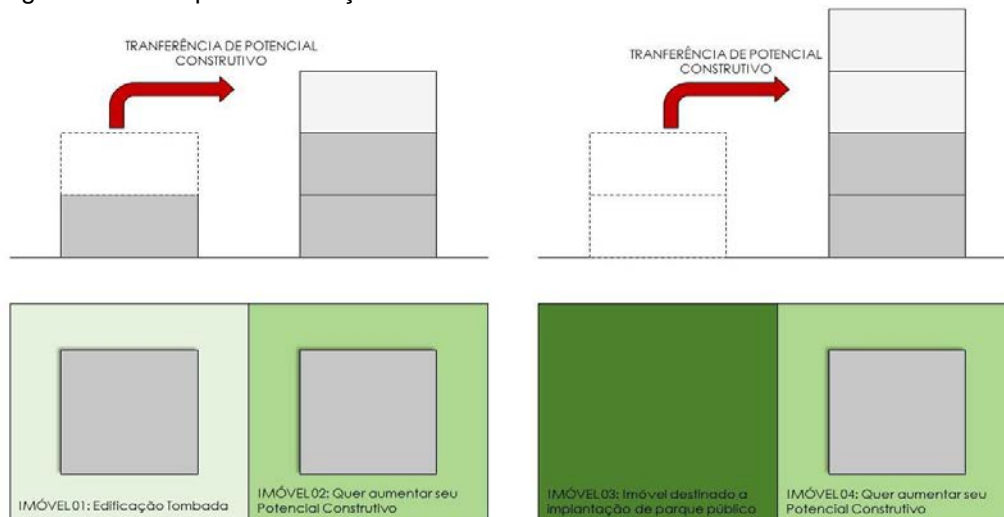 TRANFERÊNCIA DE POTENCIAL
CONSTRUTIVO
TRANFERÊNCIA DE POTENCIAL
CONSTRUTIVO
IMÓVEL 01: Edificação Tombada
IMÓVEL 02: Quer aumentar seu
Potencial Construtivo
IMÓVEL 03: Imóvel destinado a
implantação de parque público
IMÓVEL 04: Quer aumentar seu
Potencial Construtivo